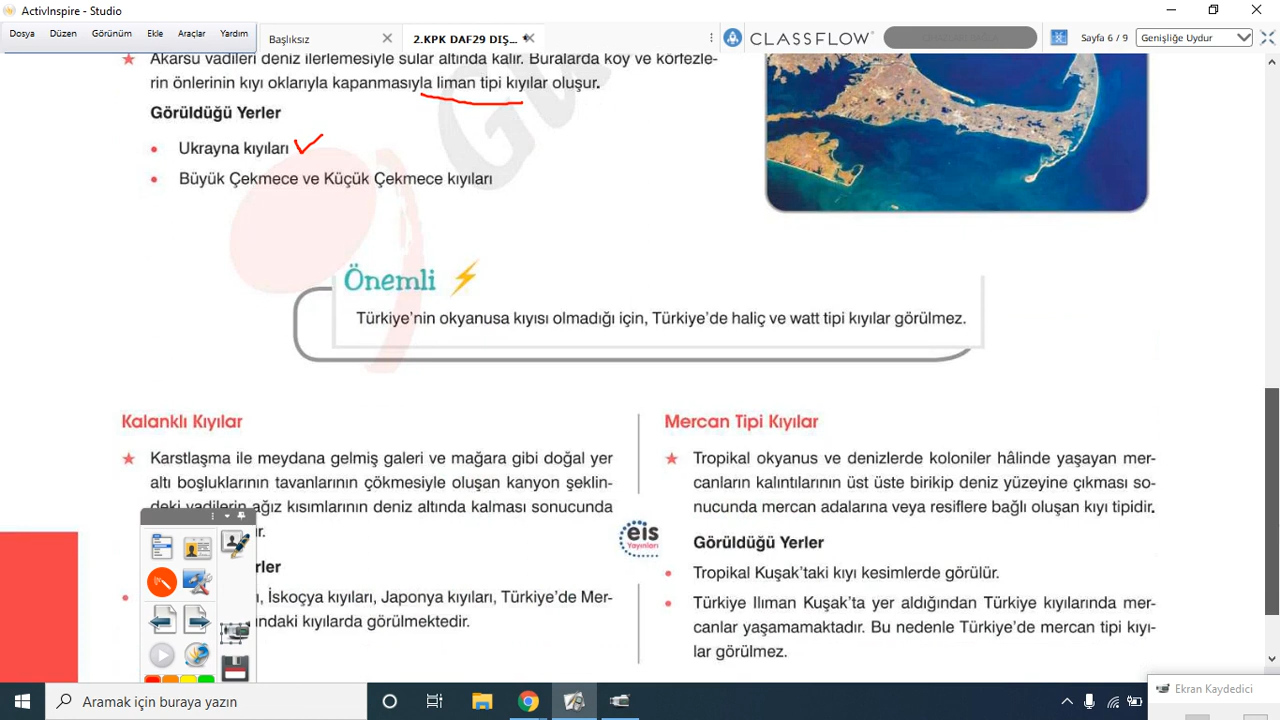 ActivInspire - Studio
Dosya Düzen Görünüm Ekle Araçlar Yardım
Başlıksız
2.KPK DAF29 DIŞ...
CLASSFLOW
Sayfa 6 / 9
Genişliğe Uydur
Akarsu vadileri deniz ilerlemesiyle sular altında kalır. Buralarda koy ve körfezle-
rin önlerinin kıyı oklarıyla kapanmasıyla liman tipi kıyılar oluşur.
Görüldüğü Yerler
• Ukrayna kıyıları
• Büyük Çekmece ve Küçük Çekmece kıyıları
Önemli
Türkiye'nin okyanusa kıyısı olmadığı için, Türkiye'de haliç ve watt tipi kıyılar görülmez.
Kalanklı Kıyılar
Karstlaşma ile meydana gelmiş galeri ve mağara gibi doğal yer
altı boşluklarının tavanlarının çökmesiyle oluşan kanyon şeklin-
deki vadilerin ağız kısımlarının deniz altında kalması sonucunda
İskoçya kıyıları, Japonya kıyıları, Türkiye'de Mer-
kıyılarda görülmektedir.
eis
Yayınları
Mercan Tipi Kıyılar
Tropikal okyanus ve denizlerde koloniler hâlinde yaşayan mer-
canların kalıntılarının üst üste birikip deniz yüzeyine çıkması so-
nucunda mercan adalarına veya resiflere bağlı oluşan kıyı tipidir.
Görüldüğü Yerler
• Tropikal Kuşak'taki kıyı kesimlerde görülür.
• Türkiye Ilıman Kuşak'ta yer aldığından Türkiye kıyılarında mer-
canlar yaşamamaktadır. Bu nedenle Türkiye'de mercan tipi kıyı-
lar görülmez.
Aramak için buraya yazın
Ekran Kaydedici